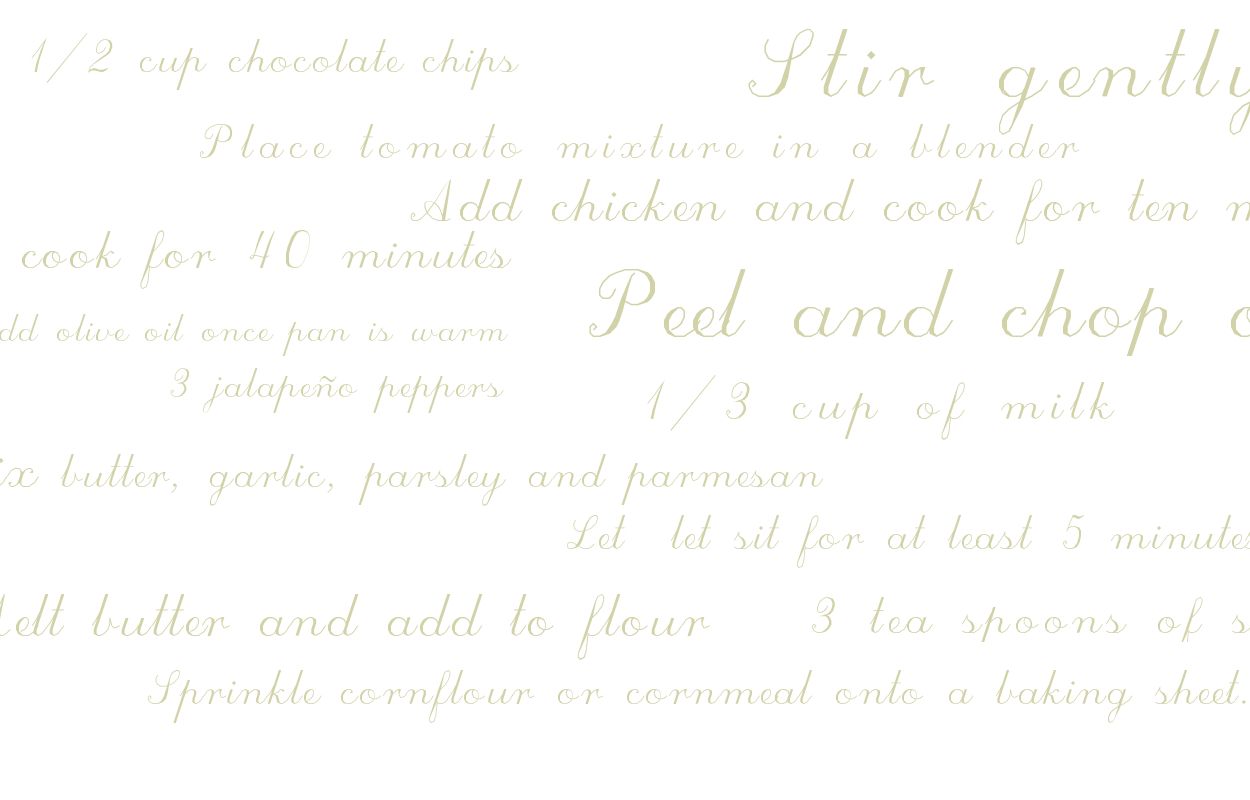 1/2 cup chocolate chips
Stir gently
Place tomato mixture in a blender
Add chicken and cook for ten m
cook for 40 minutes
Peel and chop o
dd olive oil once pan is warm
3 jalapeño peppers
1/3 cup of milk
ix butter, garlic, parsley and parmesan
Let let sit for at least 5 minutes
elt butter and add to flour
3 tea spoons of s
Sprinkle cornflour or cornmeal onto a baking sheet.